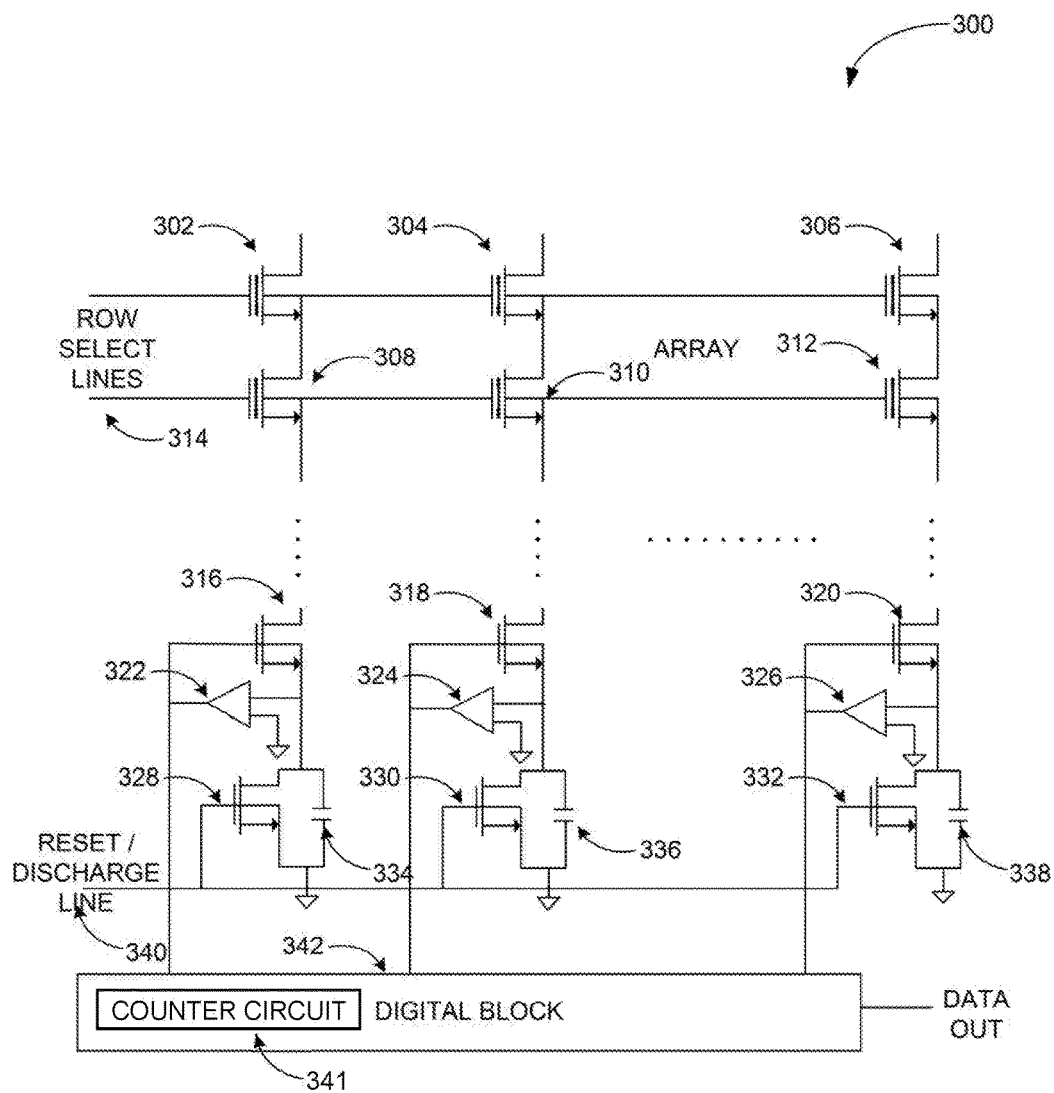 300
302
304
306
ROW
SELECT
LINES
308
ARRAY
312
310
314
316
318
320
322
324
326
328
330
332
RESET /
DISCHARGE
LINE
334
336
338
340
342
COUNTER CIRCUIT
DIGITAL BLOCK
DATA
OUT
341